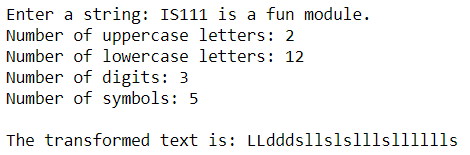 Enter a string: IS111 is a fun module.
Number of uppercase letters: 2
Number of lowercase letters: 12
Number of digits: 3
Number of symbols: 5
The transformed text is: LLdddsllslslllslllllls